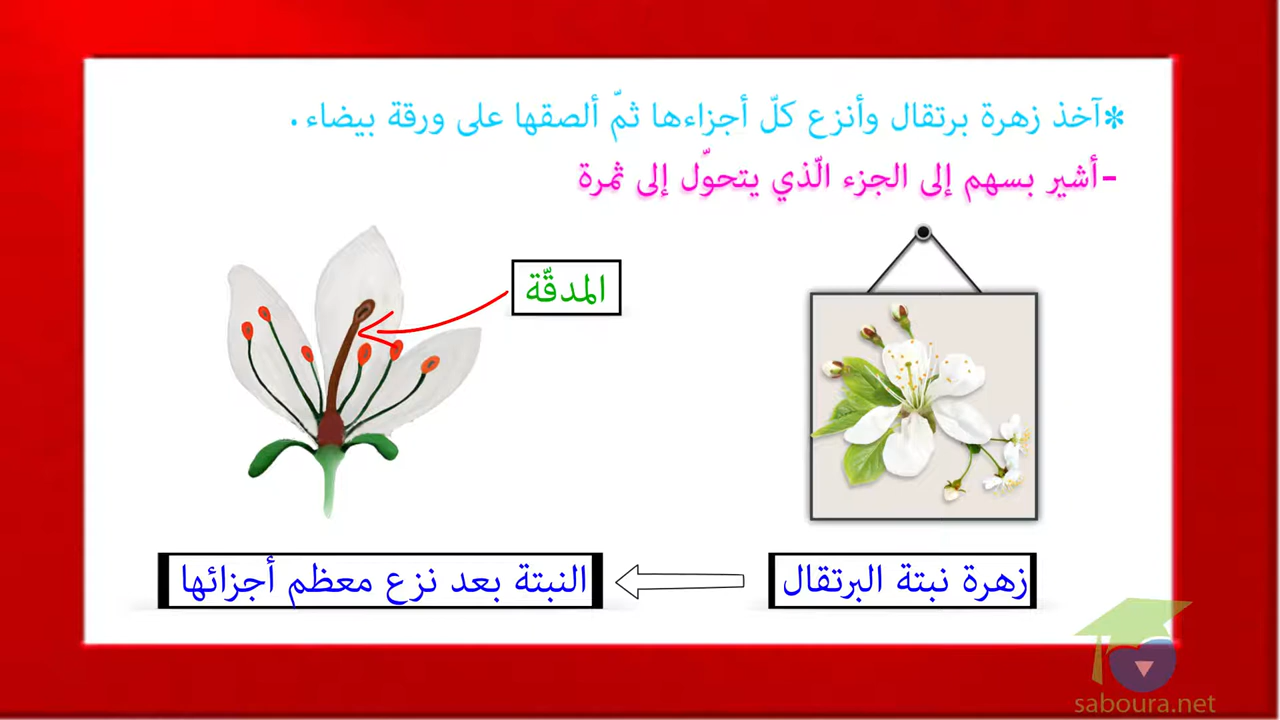 *آخذ زهرة برتقال وأنزع كلّ أجزاءها ثمّ ألصقها على ورقة بيضاء .
-أشير بسهم إلى الجزء الّذي يتحوّل إلى ثمرة
المدقّة
زهرة نبتة البرتقال
النبتة بعد نزع معظم أجزائها
saboura.net